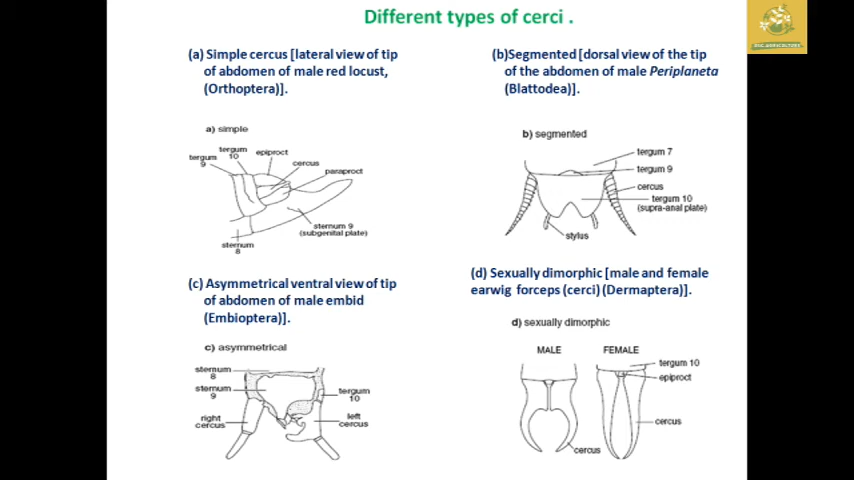 Different types of cerci .
(a) Simple cercus [lateral view of tip
of abdomen of male red locust,
(Orthoptera)].
a) simple
tergum
9
tergum
10
epiproct
cercus
paraproct
sternum 9
(subgenital plate)
sternum
8
(b)Segmented [dorsal view of the tip
of the abdomen of male Periplaneta
(Blattodea)].
b) segmented
tergum 7
tergum 9
cercus
tergum 10
(supra-anal plate)
stylus
(c) Asymmetrical ventral view of tip
of abdomen of male embid
(Embioptera)].
c) asymmetrical
sternum
8
sternum
9
tergum
10
right
cercus
left
cercus
(d) Sexually dimorphic [male and female
earwig forceps (cerci) (Dermaptera)].
d) sexually dimorphic
MALE
FEMALE
tergum 10
epiproct
cercus
cercus